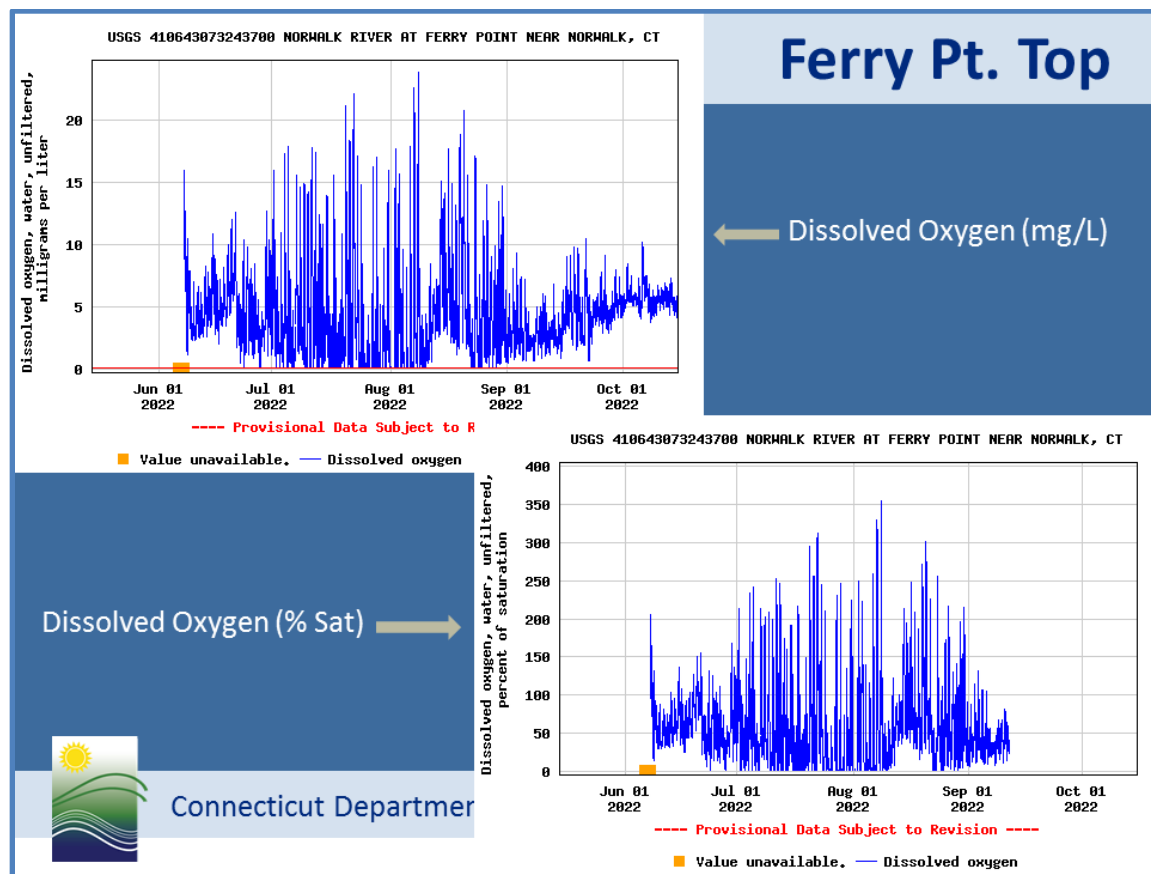 USGS 410643073243700 NORWALK RIVER AT FERRY POINT NEAR NORWALK, CT
Dissolved oxygen, water, unfiltered,
milligrams per liter
20
15
10
5
0
Jun 01
2022
Jul 01
2022
Aug 01
2022
Sep 01
2022
Oct 01
2022
---- Provisional Data Subject to R
Value unavailable.
Dissolved oxygen
Ferry Pt. Top
Dissolved Oxygen (mg/L)
Dissolved Oxygen (% Sat)
USGS 410643073243700 NORWALK RIVER AT FERRY POINT NEAR NORWALK, CT
Dissolved oxygen, water, unfiltered,
percent of saturation
400
350
300
250
200
150
100
50
0
Jun 01
2022
Jul 01
2022
Aug 01
2022
Sep 01
2022
Oct 01
2022
---- Provisional Data Subject to Revision ----
Value unavailable.
Dissolved oxygen
Connecticut Departme